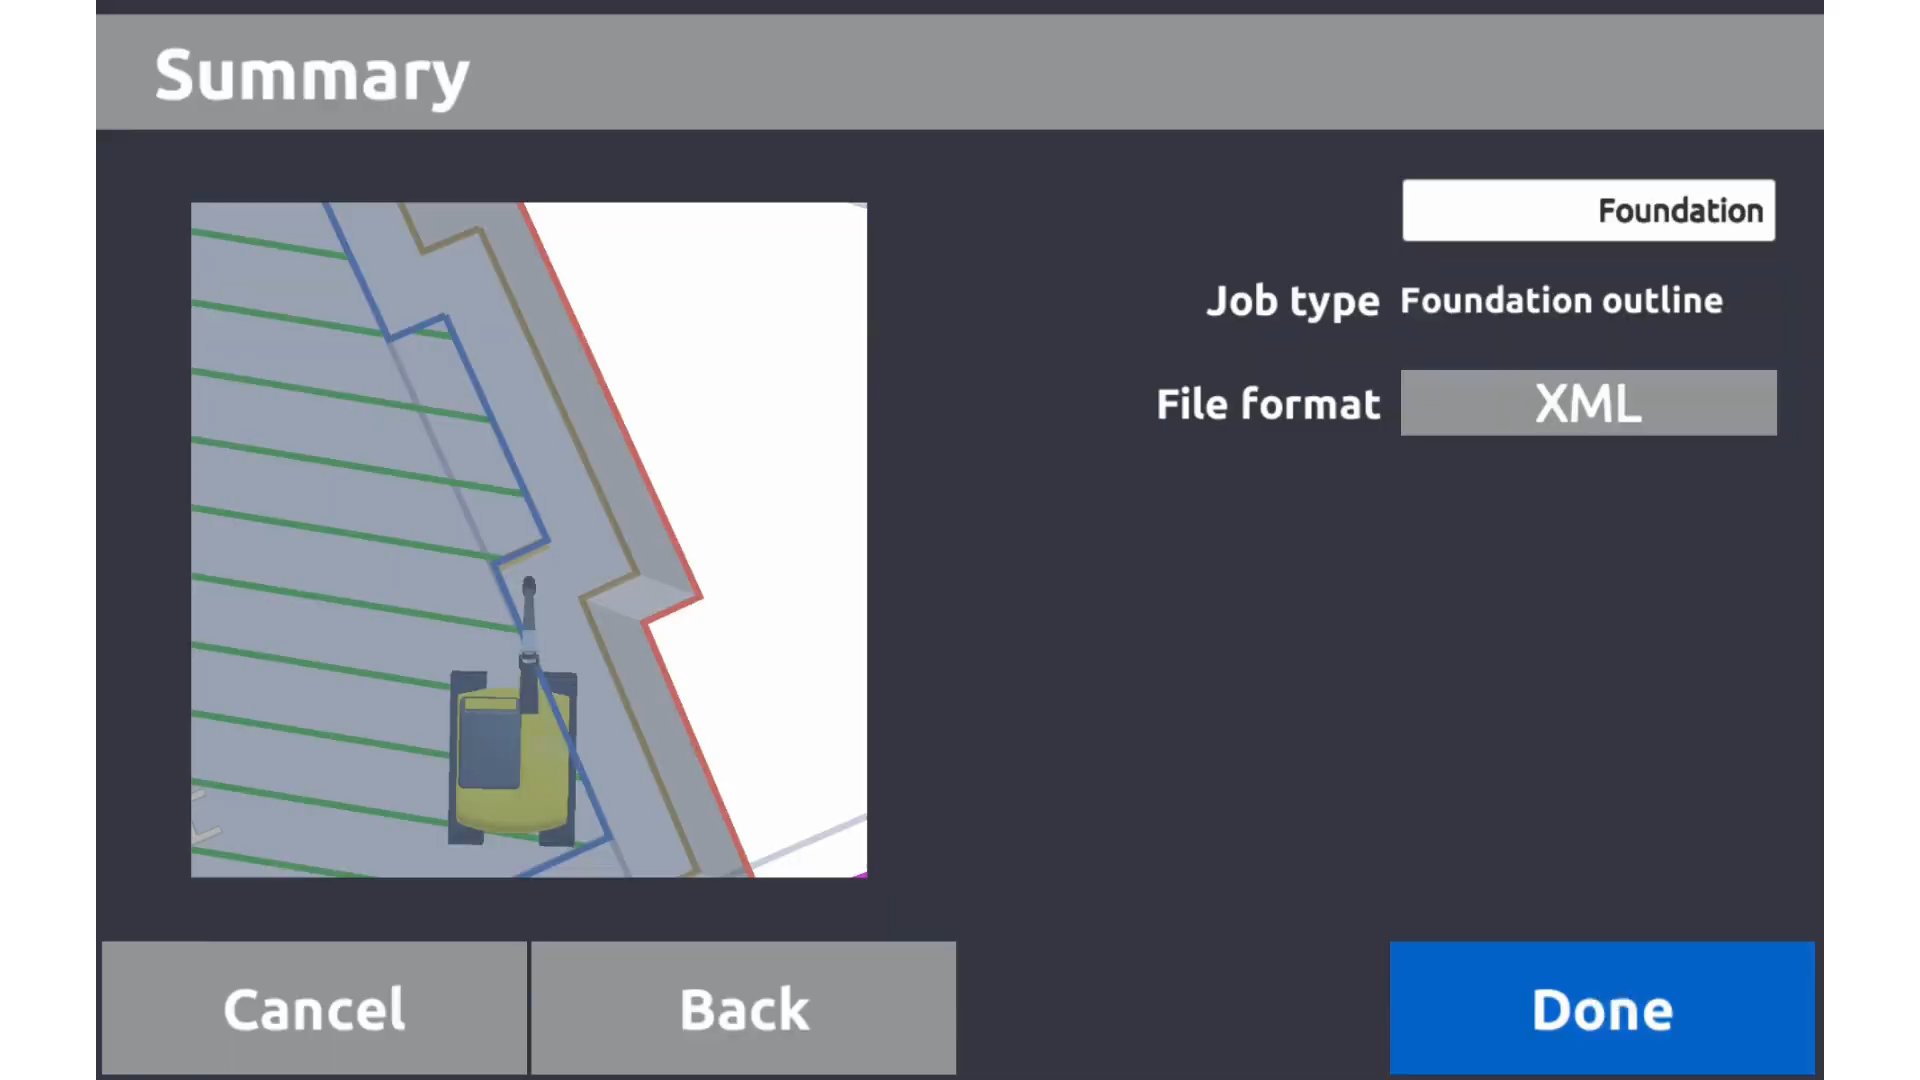 Summary
Foundation
Job type Foundation outline
File format XML
Cancel Back Done